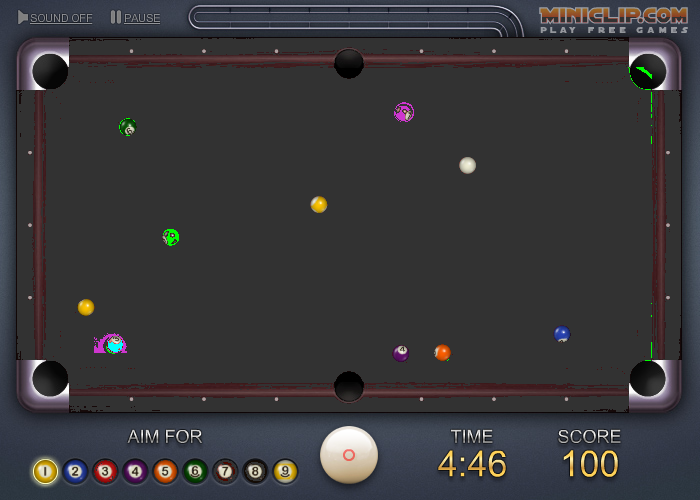 SOUND OFF PAUSE
MINICLIP.COM
PLAY FREE GAMES
AIM FOR
1 2 3 4 5 6 7 8 9
TIME
4:46
SCORE
100